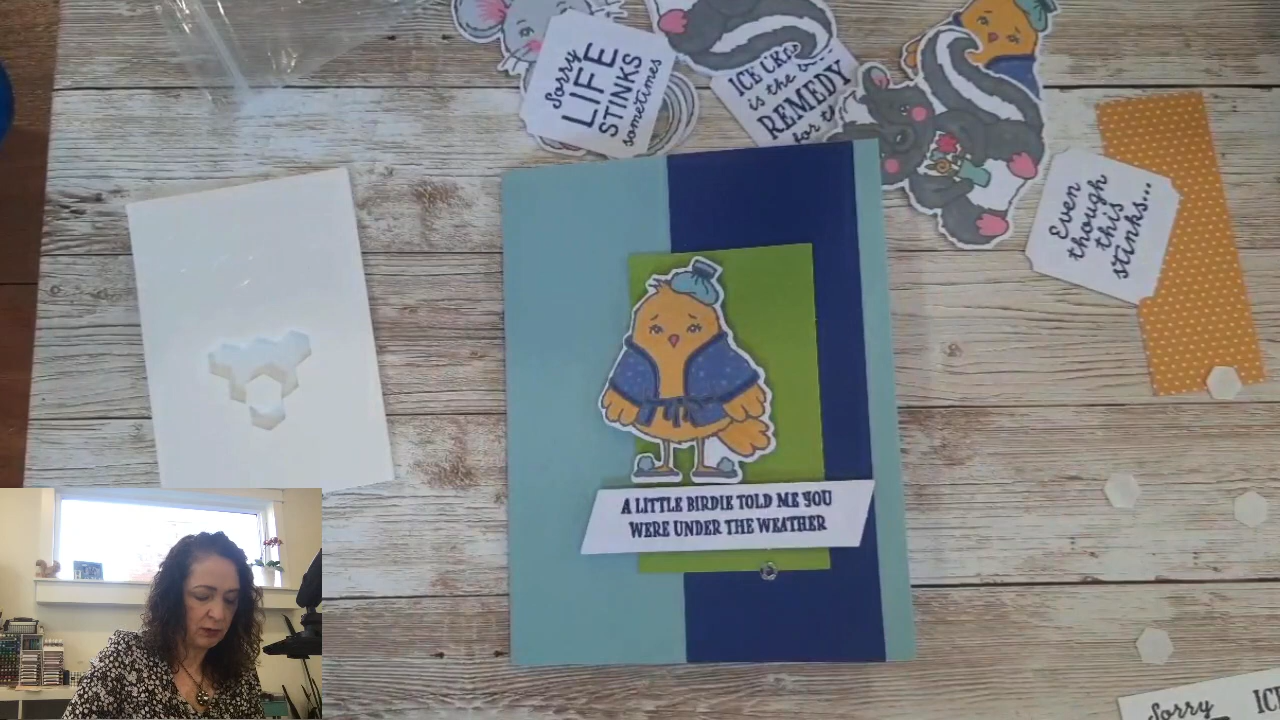 Sorry
LIFE
STINKS
sometimes
ICE
is the
REMEDY
for
Even
though
this
stinks...
A LITTLE BIRDIE TOLD ME YOU
WERE UNDER THE WEATHER
Sorry